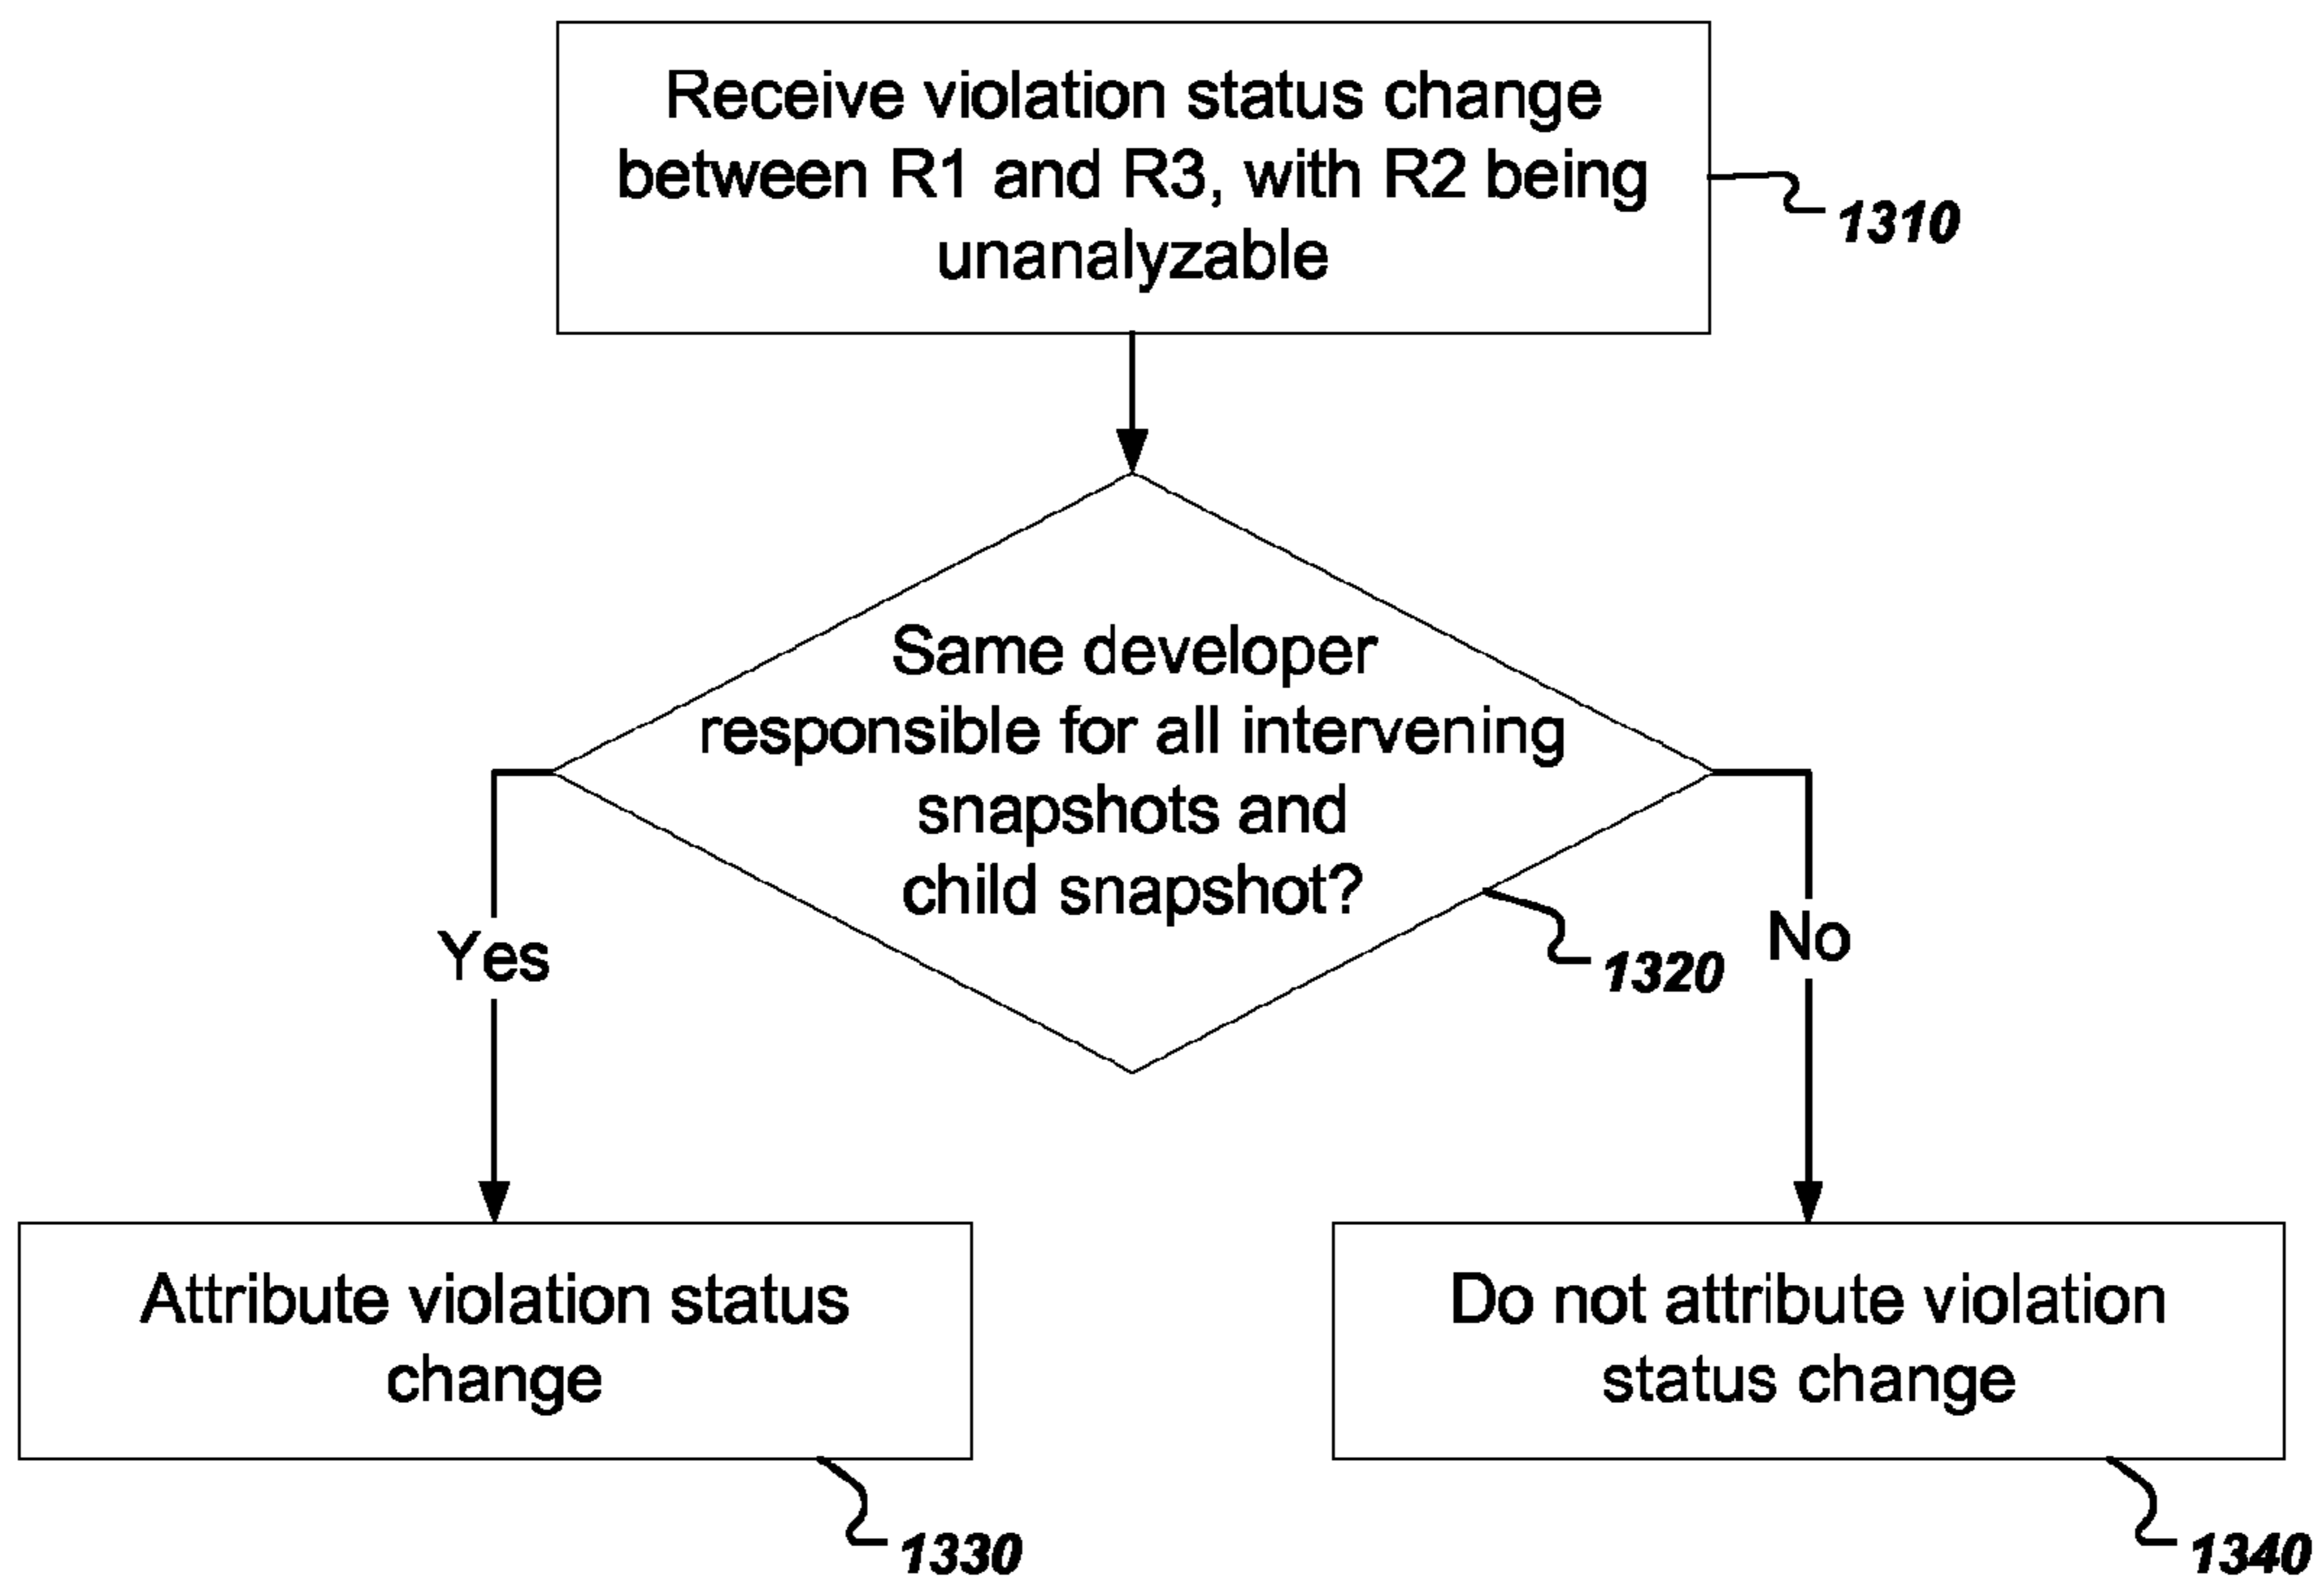 Receive violation status change
between R1 and R3, with R2 being
unanalyzable
1310
Same developer
responsible for all intervening
snapshots and
child snapshot?
1320
Yes
No
Attribute violation status
change
1330
Do not attribute violation
status change
1340